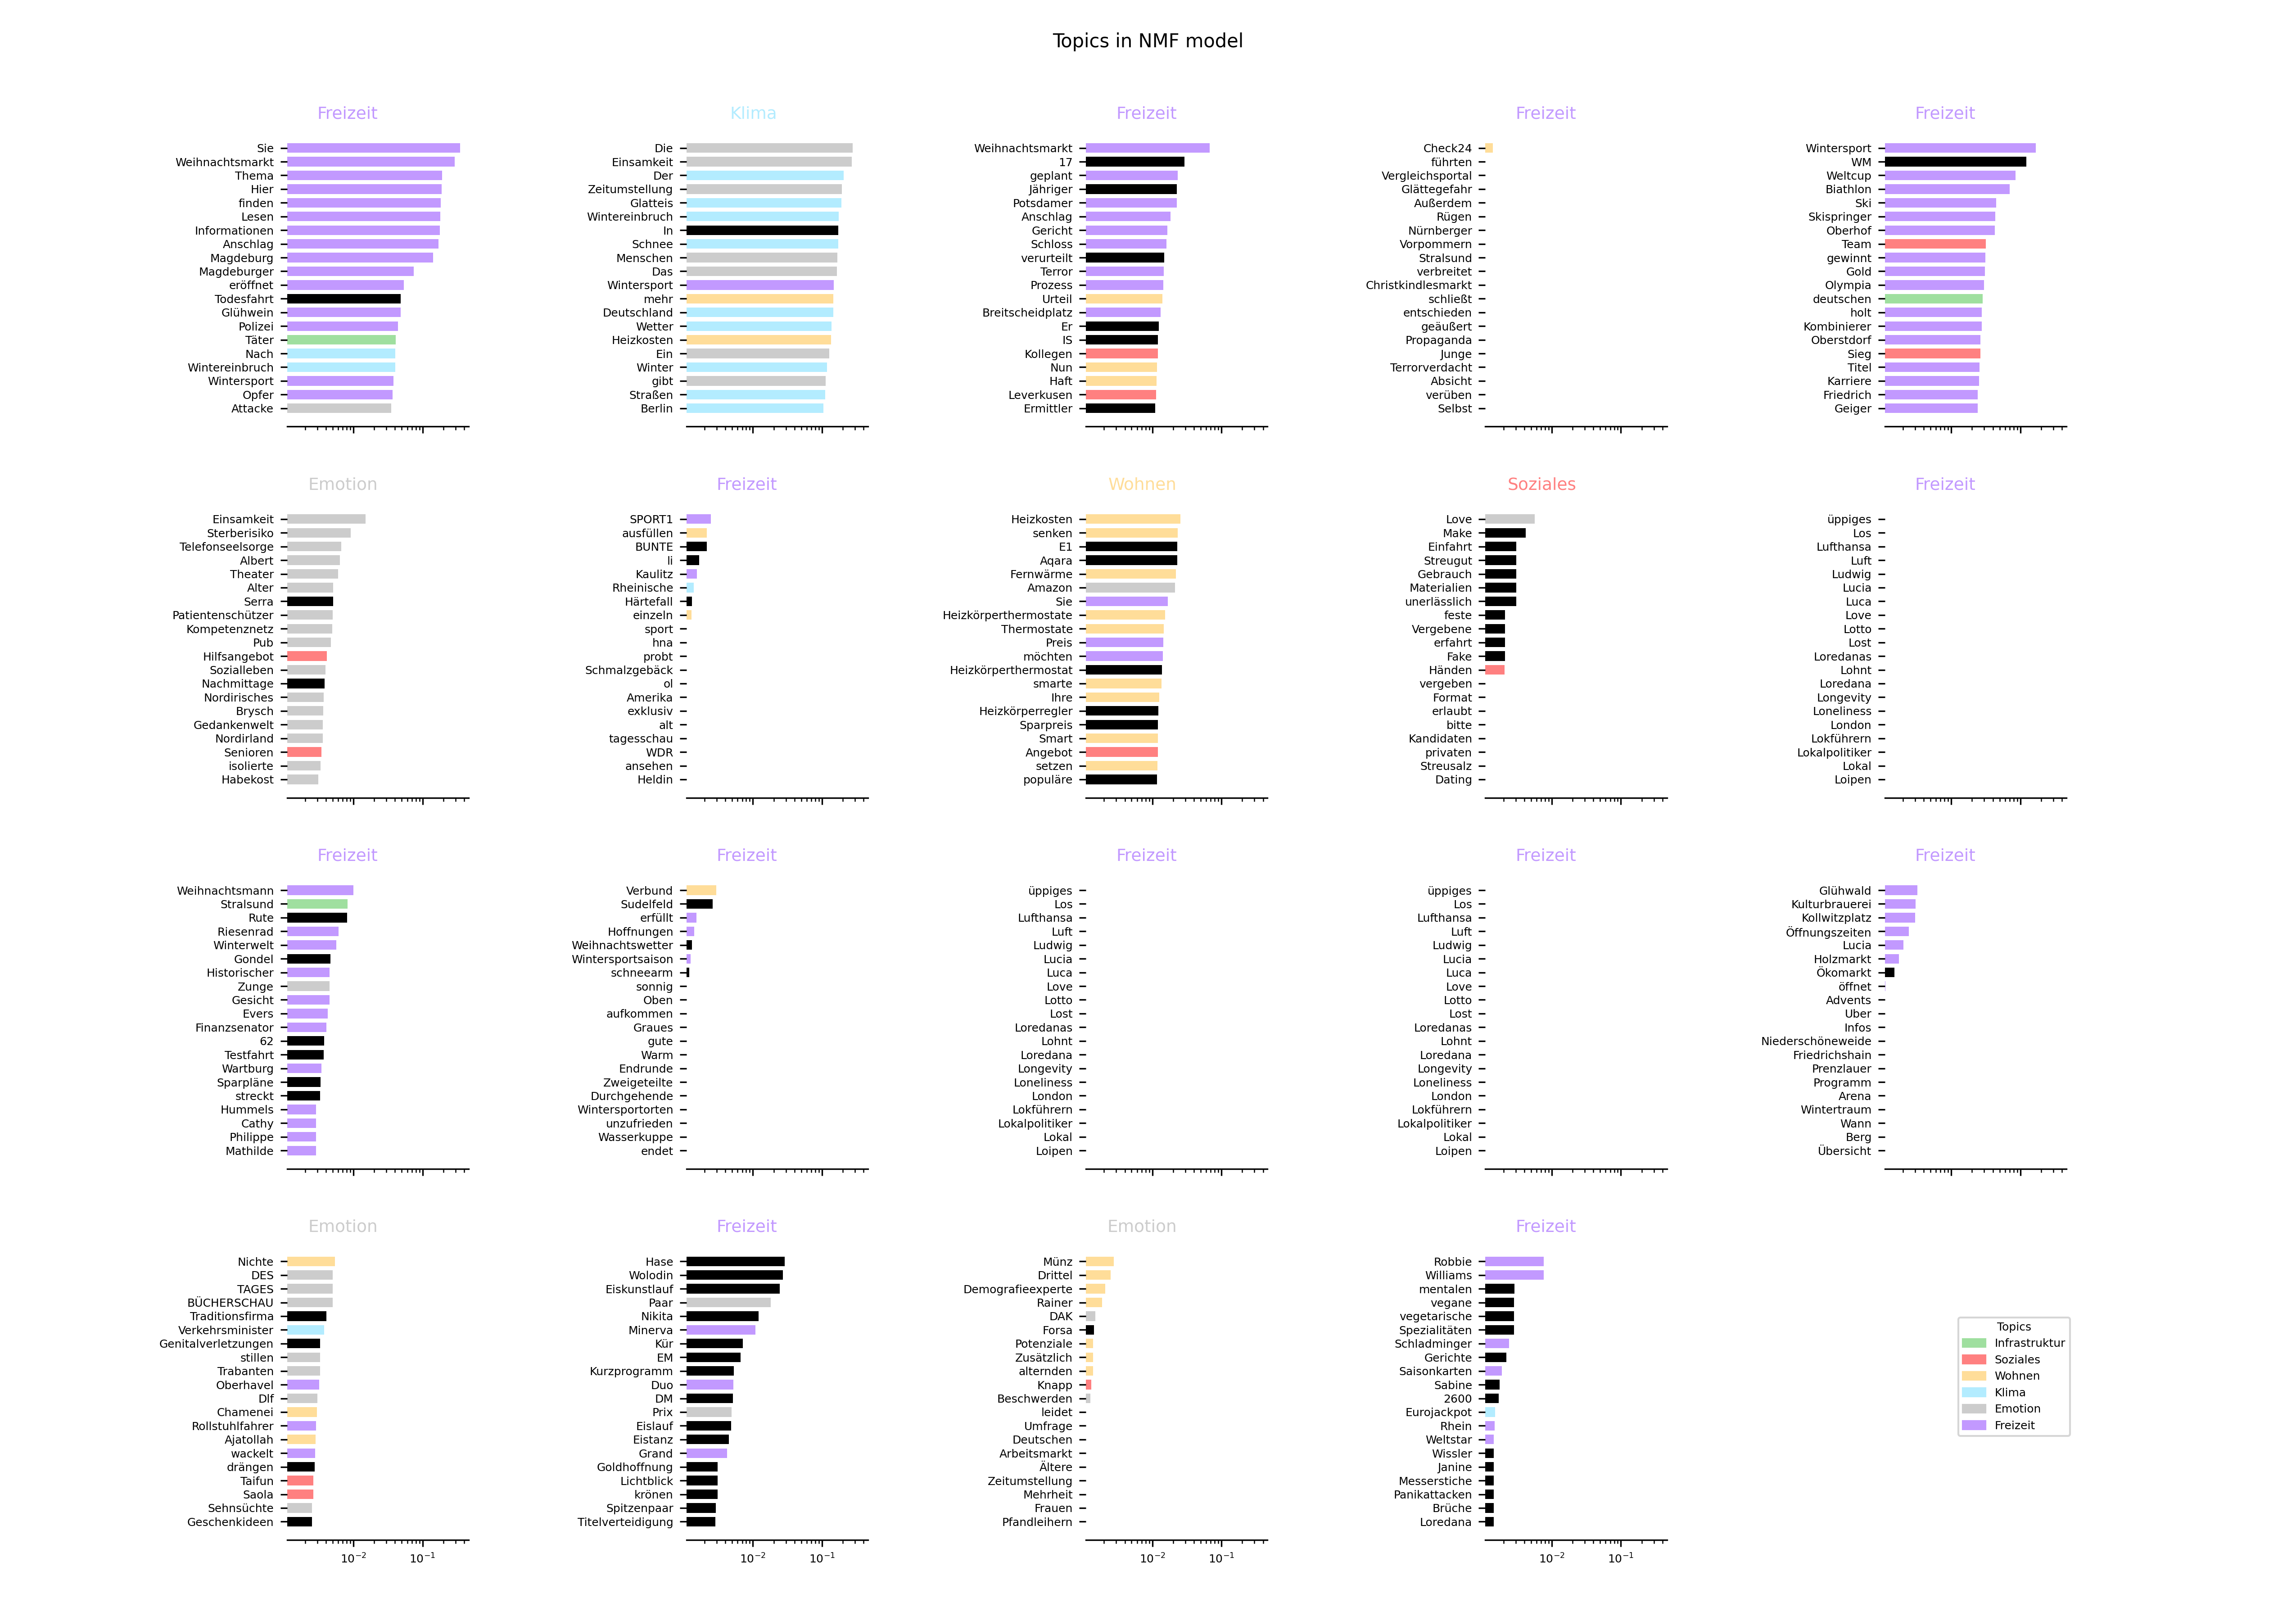 Topics in NMF model
Freizeit
Sie
Weihnachtsmarkt
Thema
Hier
finden
Lesen
Informationen
Anschlag
Magdeburg
Magdeburger
eröffnet
Todesfahrt
Glühwein
Polizei
Täter
Nach
Wintereinbruch
Wintersport
Opfer
Attacke
Klima
Die
Einsamkeit
Der
Zeitumstellung
Glatteis
Wintereinbruch
In
Schnee
Menschen
Das
Wintersport
mehr
Deutschland
Wetter
Heizkosten
Ein
Winter
gibt
Straßen
Berlin
Freizeit
Weihnachtsmarkt
17
geplant
Jähriger
Potsdamer
Anschlag
Gericht
Schloss
verurteilt
Terror
Prozess
Urteil
Breitscheidplatz
Er
IS
Kollegen
Nun
Haft
Leverkusen
Ermittler
Freizeit
Check24
führten
Vergleichsportal
Glättegefahr
Außerdem
Rügen
Nürnberger
Vorpommern
Stralsund
verbreitet
Christkindlesmarkt
schließt
entschieden
geäußert
Propaganda
Junge
Terrorverdacht
Absicht
verüben
Selbst
Freizeit
Wintersport
WM
Weltcup
Biathlon
Ski
Skispringer
Oberhof
Team
gewinnt
Gold
Olympia
deutschen
holt
Kombinierer
Oberstdorf
Sieg
Titel
Karriere
Friedrich
Geiger
Emotion
Einsamkeit
Sterberisiko
Telefonseelsorge
Albert
Theater
Alter
Serra
Patientenschützer
Kompetenznetz
Pub
Hilfsangebot
Sozialleben
Nachmittage
Nordirisches
Brysch
Gedankenwelt
Nordirland
Senioren
isolierte
Habekost
Freizeit
SPORT1
ausfüllen
BUNTE
li
Kaulitz
Rheinische
Härtefall
einzeln
sport
hna
probt
Schmalzgebäck
ol
Amerika
exklusiv
alt
tagesschau
WDR
ansehen
Heldin
Wohnen
Heizkosten
senken
E1
Aqara
Fernwärme
Amazon
Sie
Heizkörperthermostate
Thermostate
Preis
möchten
Heizkörperthermostat
smarte
Ihre
Heizkörperregler
Sparpreis
Smart
Angebot
setzen
populäre
Soziales
Love
Make
Einfahrt
Streugut
Gebrauch
Materialien
unerlässlich
feste
Vergebene
erfahrt
Fake
Händen
vergeben
Format
erlaubt
bitte
Kandidaten
privaten
Streusalz
Dating
Freizeit
üppiges
Los
Lufthansa
Luft
Ludwig
Lucia
Luca
Love
Lotto
Lost
Loredanas
Lohnt
Loredana
Longevity
Loneliness
London
Lokführern
Lokalpolitiker
Lokal
Loipen
Freizeit
Weihnachtsmann
Stralsund
Rute
Riesenrad
Winterwelt
Gondel
Historischer
Zunge
Gesicht
Evers
Finanzsenator
62
Testfahrt
Wartburg
Sparpläne
streckt
Hummels
Cathy
Philippe
Mathilde
Freizeit
Verbund
Sudelfeld
erfüllt
Hoffnungen
Weihnachtswetter
Wintersportsaison
schneearm
sonnig
Oben
aufkommen
Graues
gute
Warm
Endrunde
Zweigeteilte
Durchgehende
Wintersportorten
unzufrieden
Wasserkuppe
endet
Freizeit
üppiges
Los
Lufthansa
Luft
Ludwig
Lucia
Luca
Love
Lotto
Lost
Loredanas
Lohnt
Loredana
Longevity
Loneliness
London
Lokführern
Lokalpolitiker
Lokal
Loipen
Freizeit
üppiges
Los
Lufthansa
Luft
Ludwig
Lucia
Luca
Love
Lotto
Lost
Loredanas
Lohnt
Loredana
Longevity
Loneliness
London
Lokführern
Lokalpolitiker
Lokal
Loipen
Freizeit
Glühwald
Kulturbrauerei
Kollwitzplatz
Öffnungszeiten
Lucia
Holzmarkt
Ökomarkt
öffnet
Advents
Uber
Infos
Niederschöneweide
Friedrichshain
Prenzlauer
Programm
Arena
Wintertraum
Wann
Berg
Übersicht
Emotion
Nichte
DES
TAGES
BÜCHERSCHAU
Traditionsfirma
Verkehrsminister
Genitalverletzungen
stillen
Trabanten
Oberhavel
Dlf
Chamenei
Rollstuhlfahrer
Ajatollah
wackelt
drängen
Taifun
Saola
Sehnsüchte
Geschenkideen
10⁻² 10⁻¹
Freizeit
Hase
Wolodin
Eiskunstlauf
Paar
Nikita
Minerva
Kür
EM
Kurzprogramm
Duo
DM
Prix
Eislauf
Eistanz
Grand
Goldhoffnung
Lichtblick
krönen
Spitzenpaar
Titelverteidigung
10⁻² 10⁻¹
Emotion
Münz
Drittel
Demografieexperte
Rainer
DAK
Forsa
Potenziale
Zusätzlich
alternden
Knapp
Beschwerden
leidet
Umfrage
Deutschen
Arbeitsmarkt
Ältere
Zeitumstellung
Mehrheit
Frauen
Pfandleihern
10⁻² 10⁻¹
Freizeit
Robbie
Williams
mentalen
vegane
vegetarische
Spezialitäten
Schladminger
Gerichte
Saisonkarten
Sabine
2600
Eurojackpot
Rhein
Weltstar
Wissler
Janine
Messerstiche
Panikattacken
Brüche
Loredana
10⁻² 10⁻¹
Topics
Infrastruktur
Soziales
Wohnen
Klima
Emotion
Freizeit